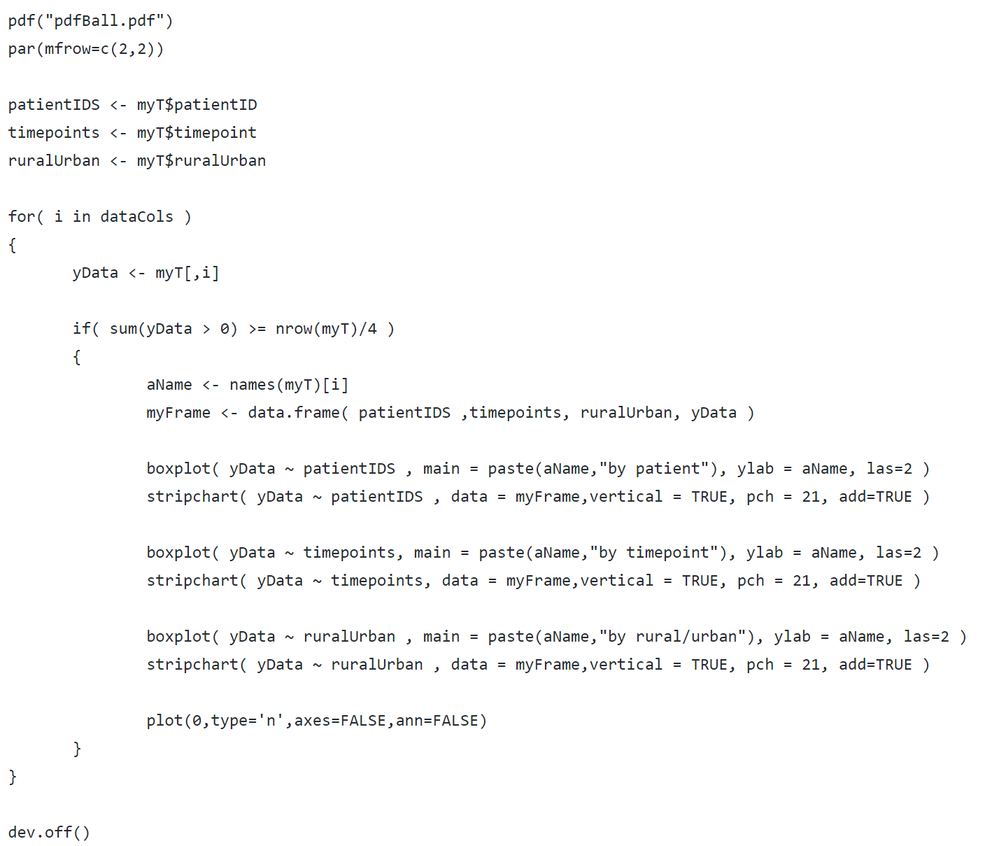 pdf("pdfBall.pdf")
par(mfrow=c(2,2))

patientIDS <- myT$patientID
timepoints <- myT$timepoint
ruralUrban <- myT$ruralUrban

for( i in dataCols )
{
       yData <- myT[,i]

       if( sum(yData > 0) >= nrow(myT)/4 )
       {
               aName <- names(myT)[i]
               myFrame <- data.frame( patientIDS ,timepoints, ruralUrban, yData )

               boxplot( yData ~ patientIDS , main = paste(aName,"by patient"), ylab = aName, las=2 )
               stripchart( yData ~ patientIDS , data = myFrame,vertical = TRUE, pch = 21, add=TRUE )

               boxplot( yData ~ timepoints, main = paste(aName,"by timepoint"), ylab = aName, las=2 )
               stripchart( yData ~ timepoints, data = myFrame,vertical = TRUE, pch = 21, add=TRUE )

               boxplot( yData ~ ruralUrban , main = paste(aName,"by rural/urban"), ylab = aName, las=2 )
               stripchart( yData ~ ruralUrban , data = myFrame,vertical = TRUE, pch = 21, add=TRUE )

               plot(0,type='n',axes=FALSE,ann=FALSE)
       }
}

dev.off()